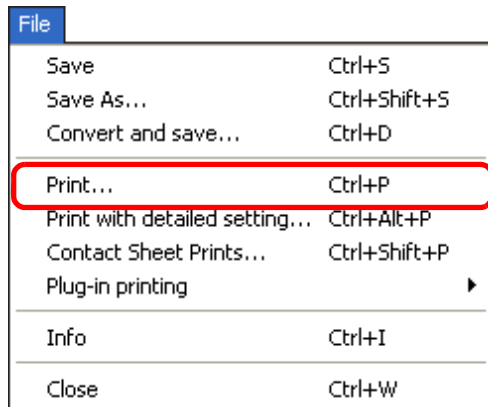 File
Save Ctrl+S
Save As... Ctrl+Shift+S
Convert and save... Ctrl+D
Print... Ctrl+P
Print with detailed setting... Ctrl+Alt+P
Contact Sheet Prints... Ctrl+Shift+P
Plug-in printing
Info Ctrl+I
Close Ctrl+W